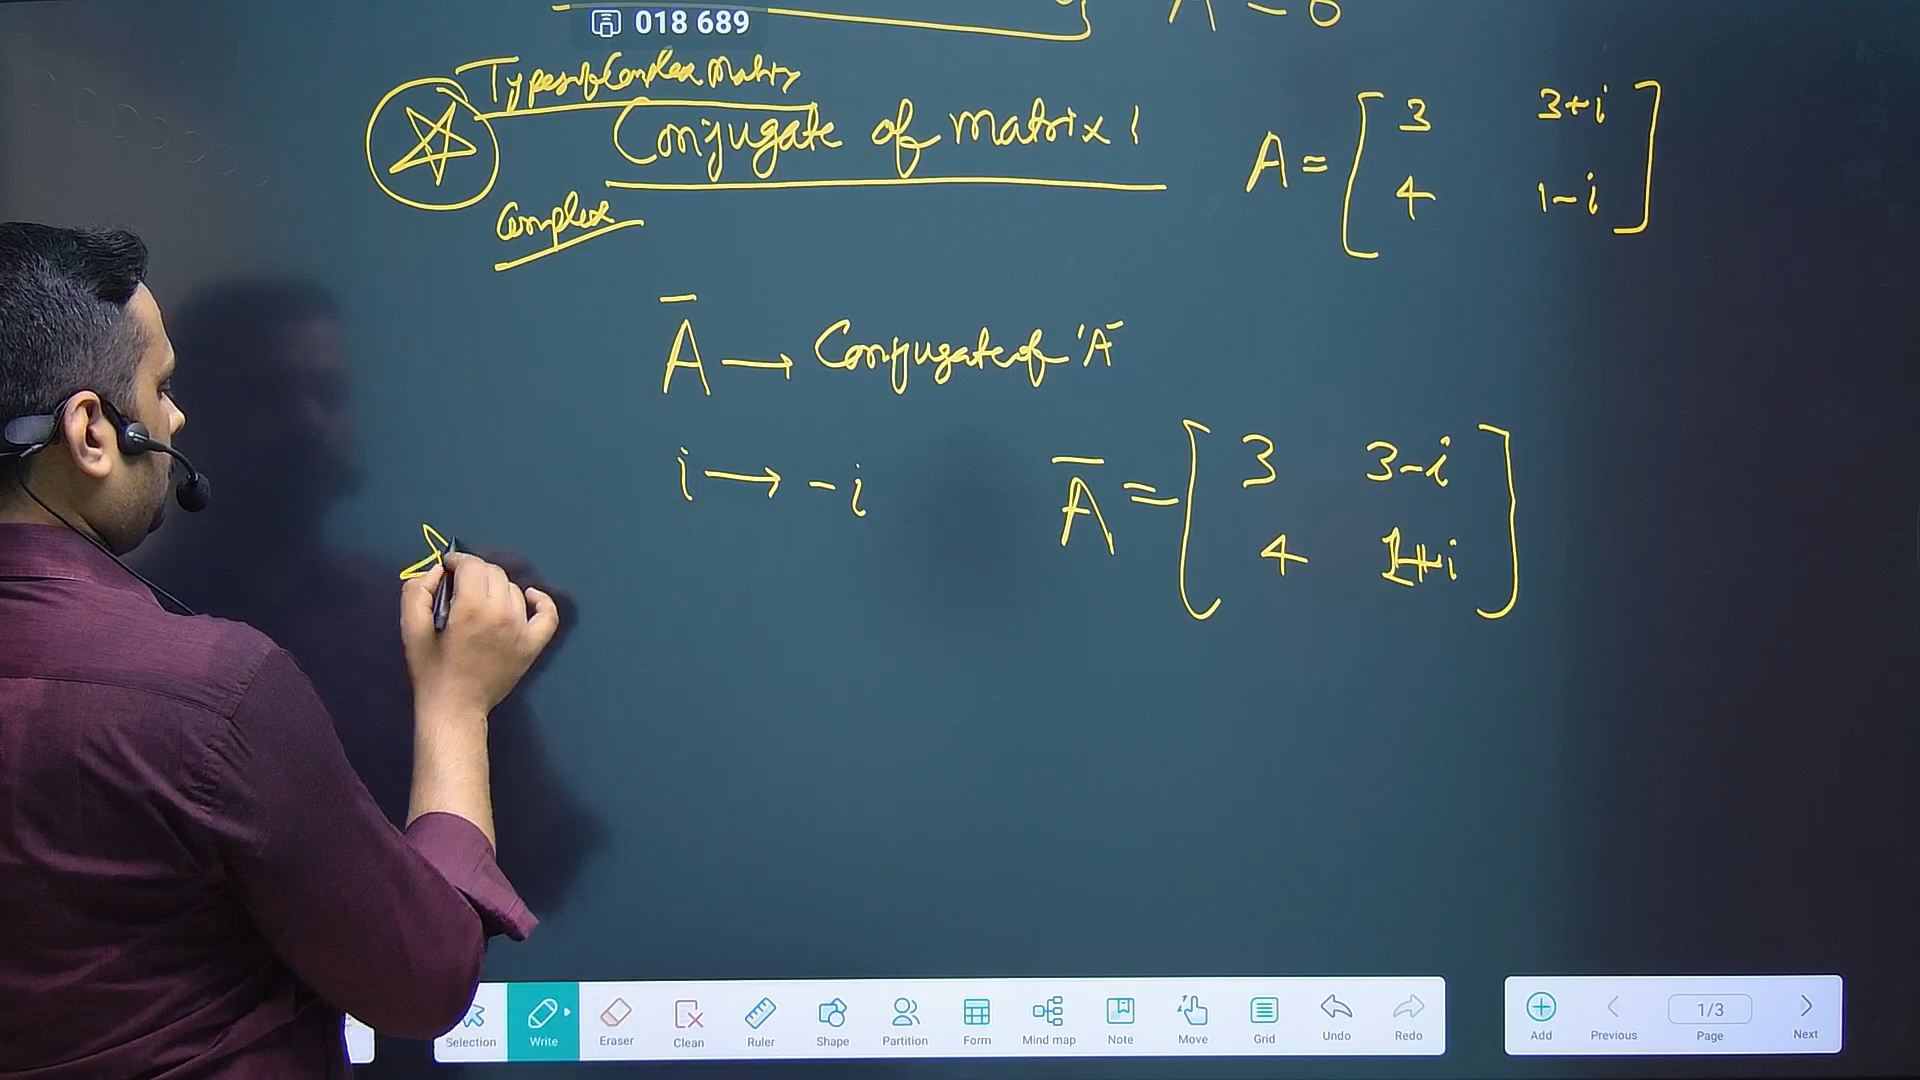 018 689
A = 0
Types of Complex Matrix
Conjugate of matrix !
Complex
A = [ 3 3+i
4 1-i ]
A̅ → Conjugate of 'A'
i → -i
A̅ = [ 3 3-i
4 1+i ]
Selection Write Eraser Clean Ruler Shape Partition Form Mind map Note Move Grid Undo Redo
Add Previous 1/3 Page Next